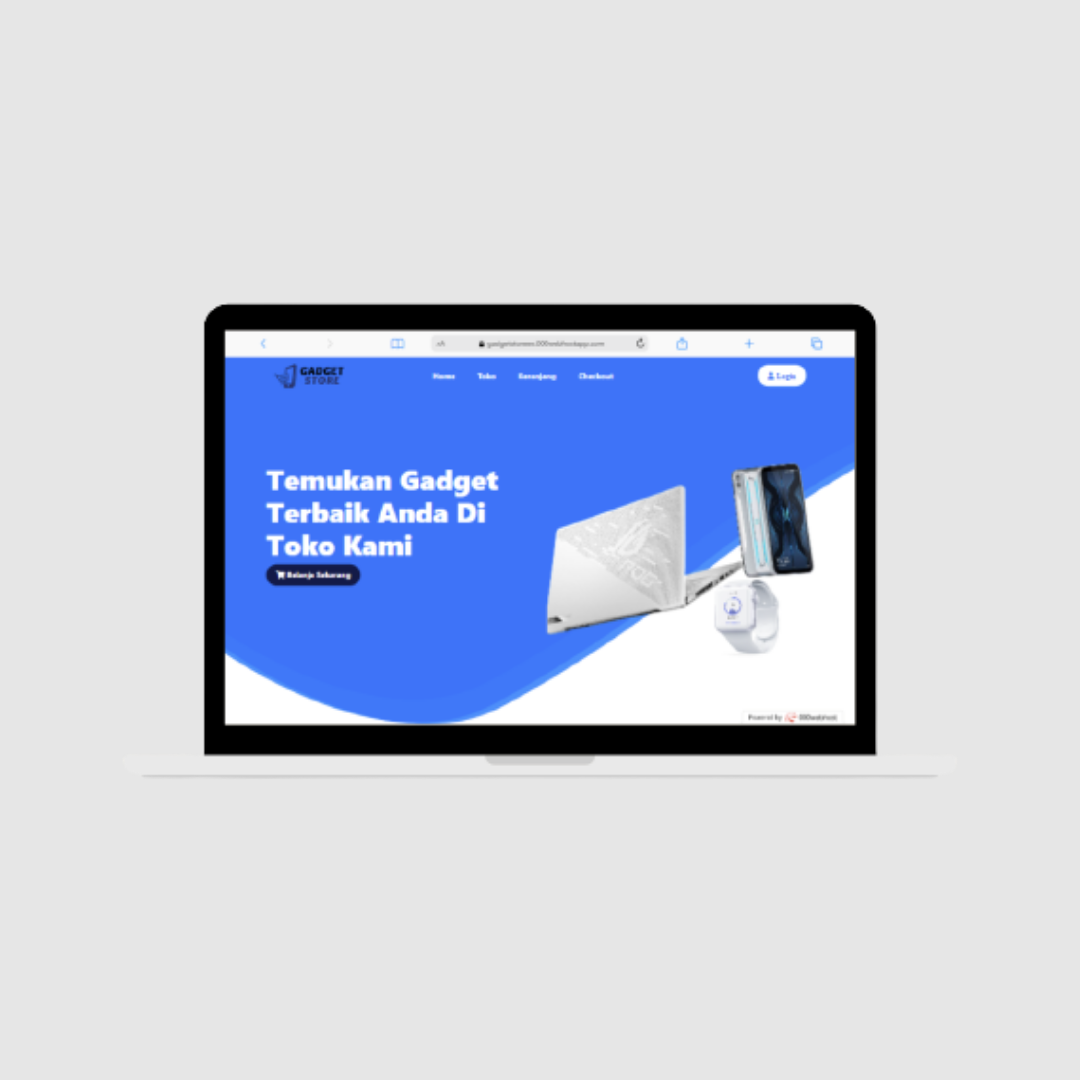 GADGET
STORE
Home Toko Keranjang Checkout
Login
Temukan Gadget
Terbaik Anda Di
Toko Kami
Belanja Sekarang
Powered by 000webhost